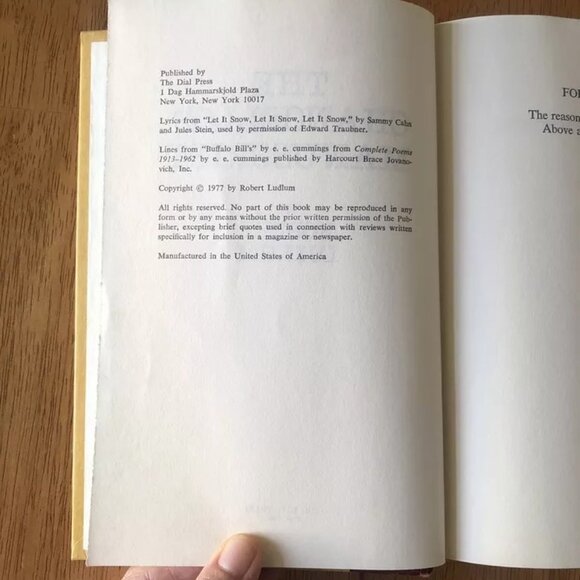 Published by
The Dial Press
1 Dag Hammarskjold Plaza
New York, New York 10017
Lyrics from "Let It Snow, Let It Snow, Let It Snow," by Sammy Cahn
and Jules Stein, used by permission of Edward Traubner.
Lines from "Buffalo Bill's" by e. e. cummings from Complete Poems
1913–1962 by e. e. cummings published by Harcourt Brace Jovano-
vich, Inc.
Copyright © 1977 by Robert Ludlum
All rights reserved. No part of this book may be reproduced in any
form or by any means without the prior written permission of the Pub-
lisher, excepting brief quotes used in connection with reviews written
specifically for inclusion in a magazine or newspaper.
Manufactured in the United States of America
FO
The reason
Above a